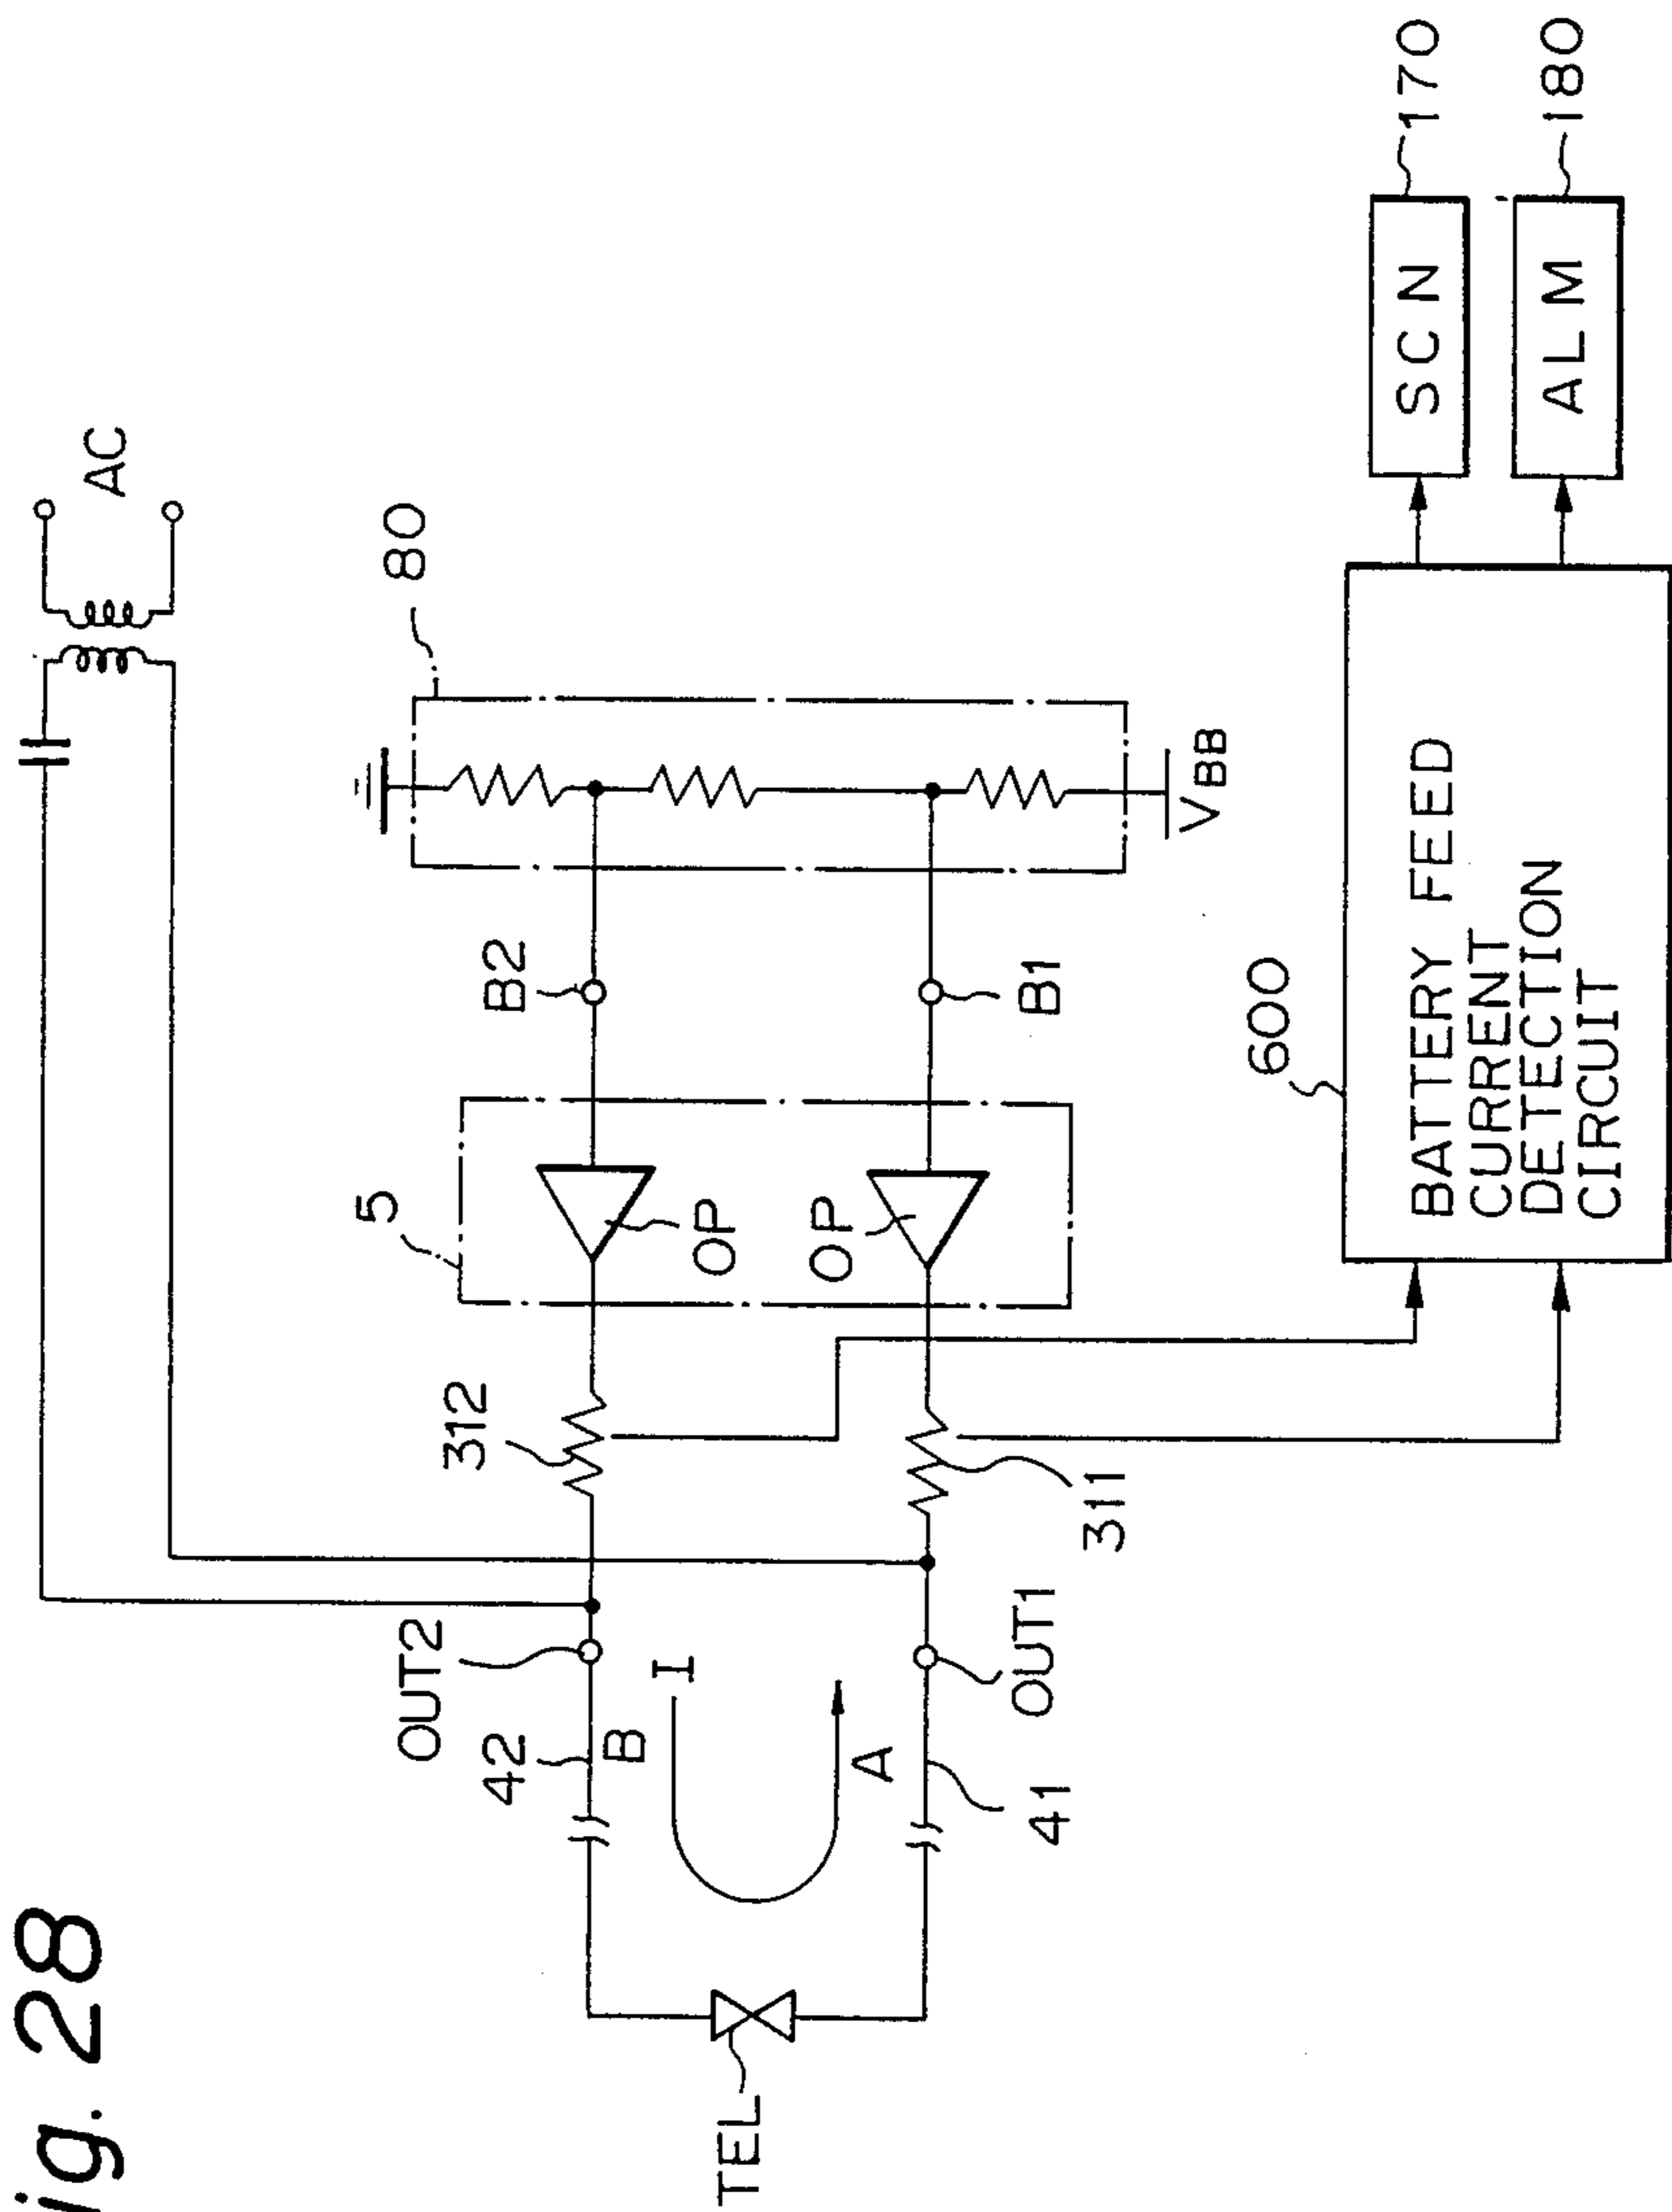 ig. 28
AC
80
B2
5
OP
312
OUT2
42
B
I
TEL
A
41
OUT1
311
OP
B1
VBB
600
BATTERY FEED
CURRENT
DETECTION
CIRCUIT
SCN
170
ALM
180